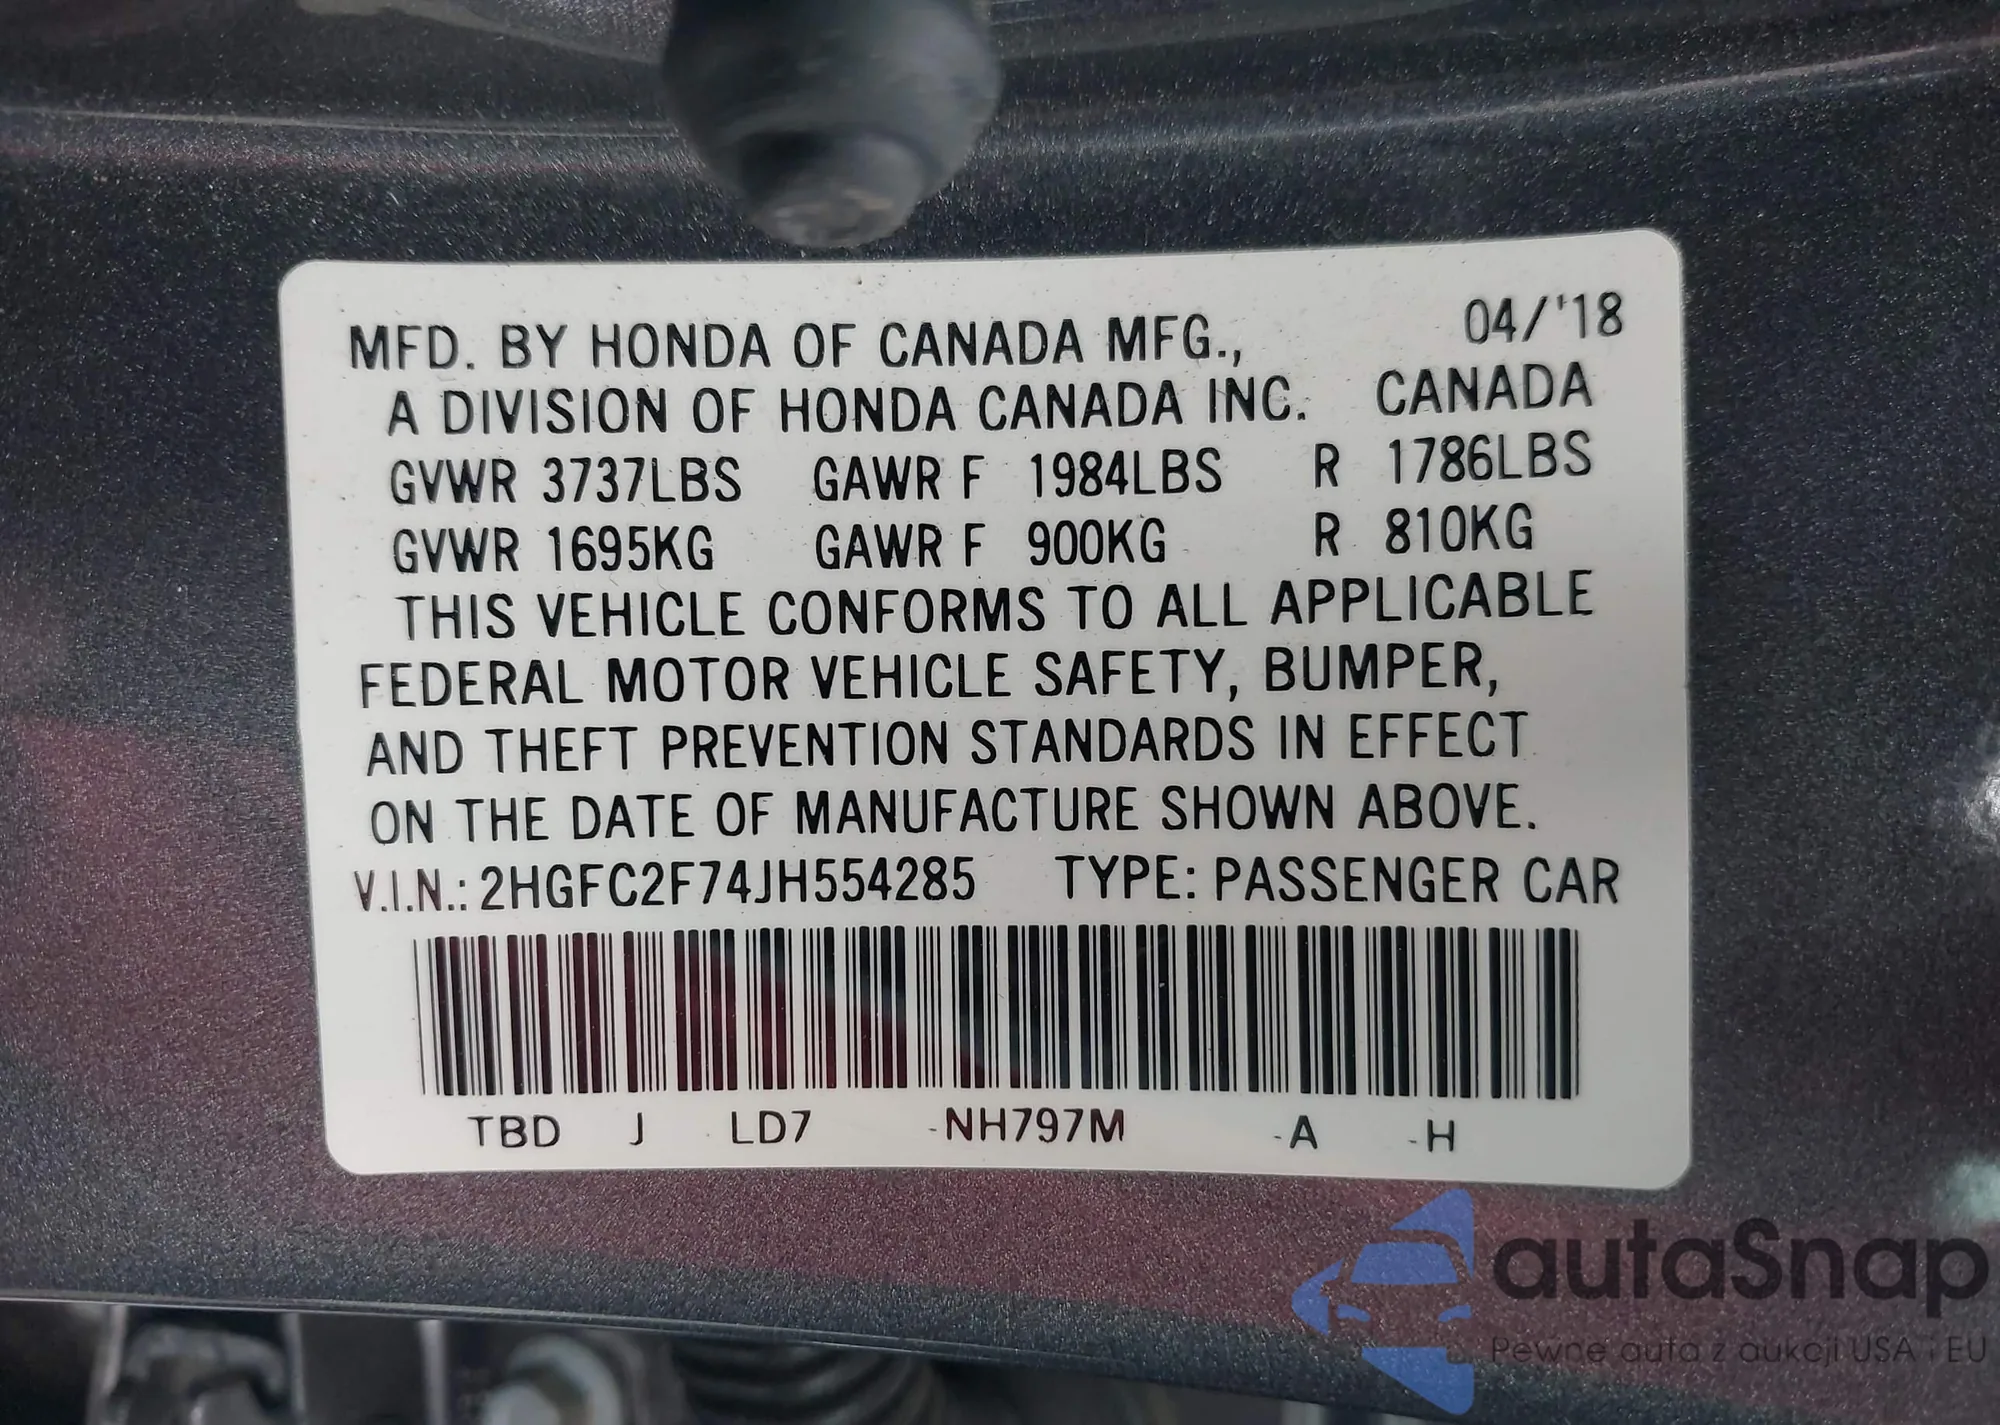 MFD. BY HONDA OF CANADA MFG., 04/'18
A DIVISION OF HONDA CANADA INC. CANADA
GVWR 3737LBS GAWR F 1984LBS R 1786LBS
GVWR 1695KG GAWR F 900KG R 810KG
THIS VEHICLE CONFORMS TO ALL APPLICABLE
FEDERAL MOTOR VEHICLE SAFETY, BUMPER,
AND THEFT PREVENTION STANDARDS IN EFFECT
ON THE DATE OF MANUFACTURE SHOWN ABOVE.
V.I.N.: 2HGFC2F74JH554285 TYPE: PASSENGER CAR
TBD J LD7 -NH797M -A -H
autaSnap
Pewne auta z aukcji USA i EU